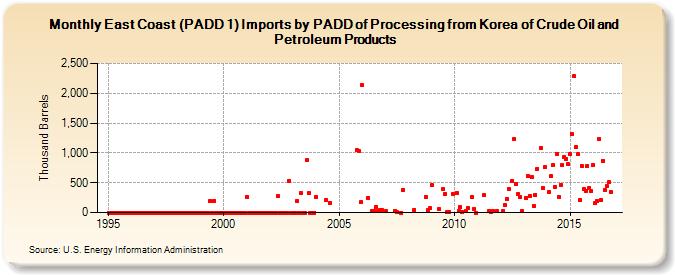 Monthly East Coast (PADD 1) Imports by PADD of Processing from Korea of Crude Oil and
Petroleum Products
Thousand Barrels
2,500
2,000
1,500
1,000
500
0
1995 2000 2005 2010 2015
Source: U.S. Energy Information Administration